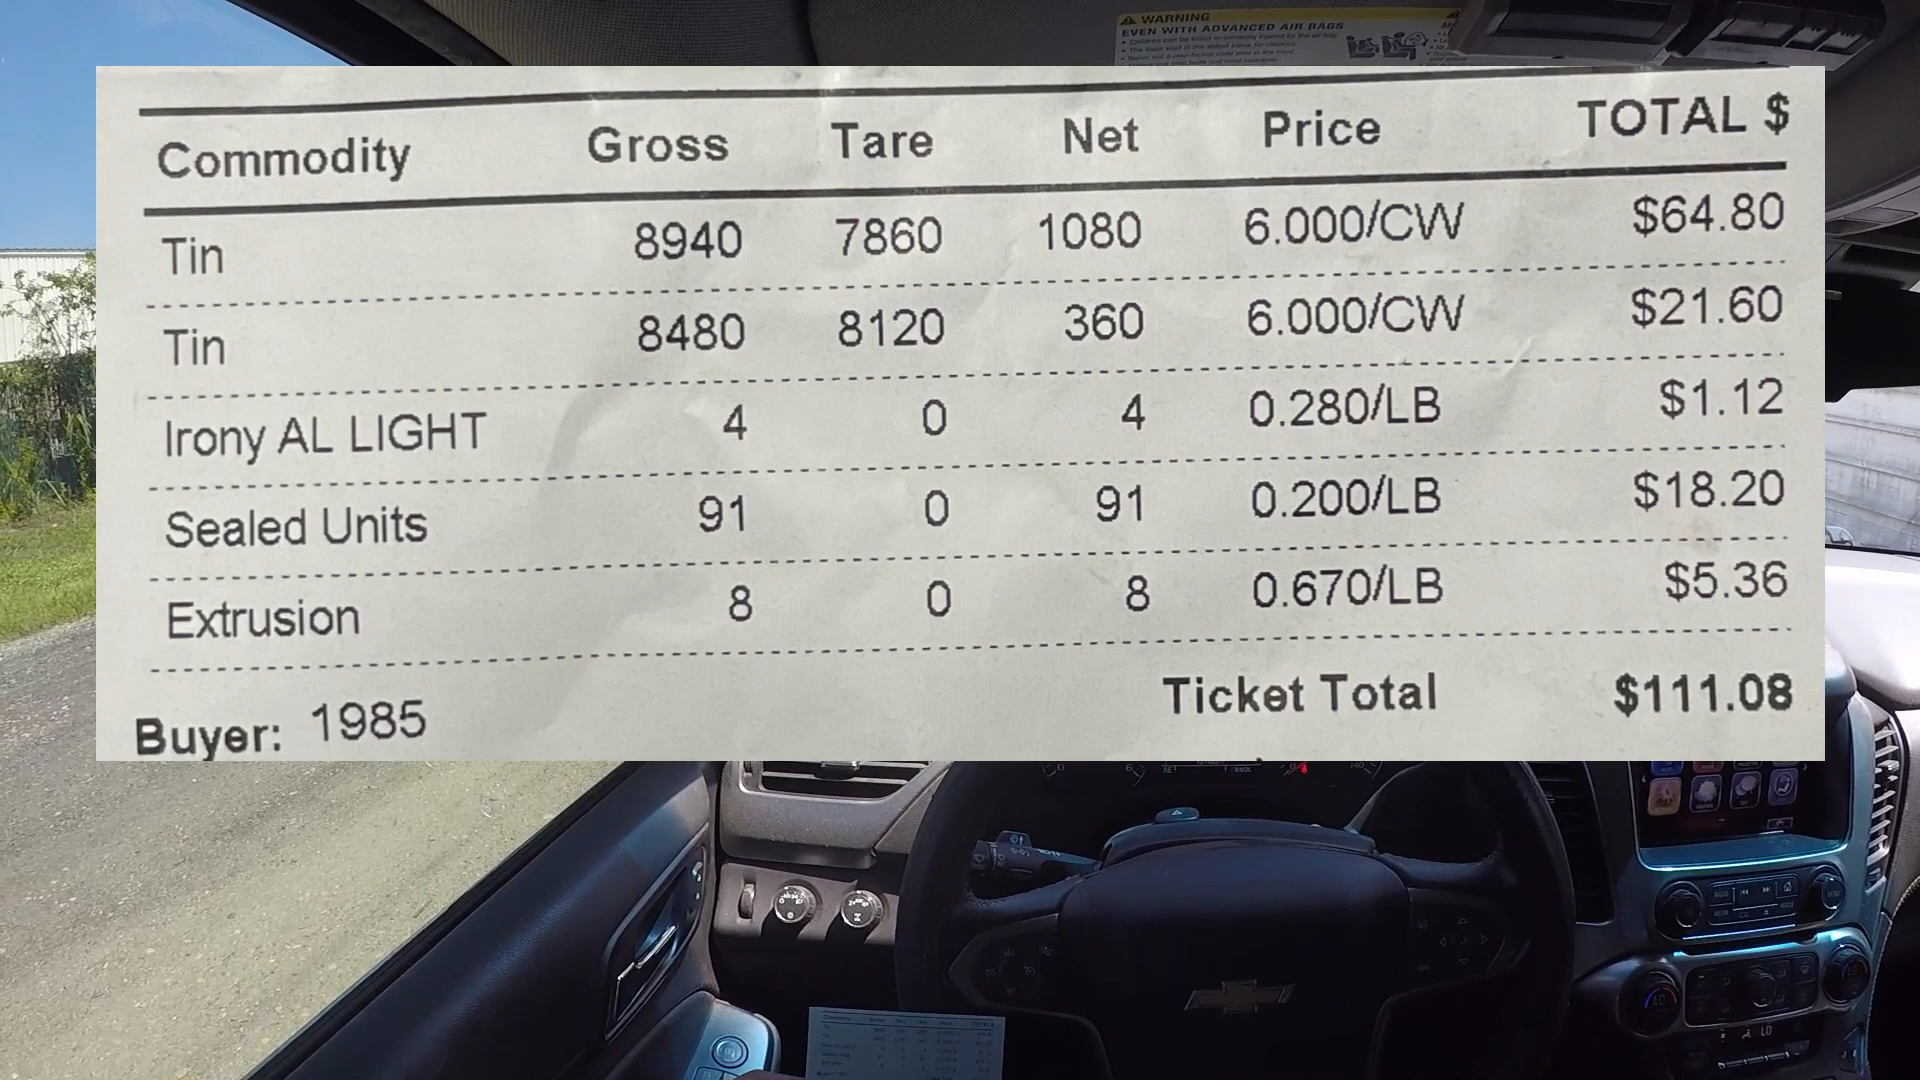 WARNING
EVEN WITH ADVANCED AIR BAGS
Commodity Gross Tare Net Price TOTAL $
Tin 8940 7860 1080 6.000/CW $64.80
Tin 8480 8120 360 6.000/CW $21.60
Irony AL LIGHT 4 0 4 0.280/LB $1.12
Sealed Units 91 0 91 0.200/LB $18.20
Extrusion 8 0 8 0.670/LB $5.36
Ticket Total $111.08
Buyer: 1985
LO
LO